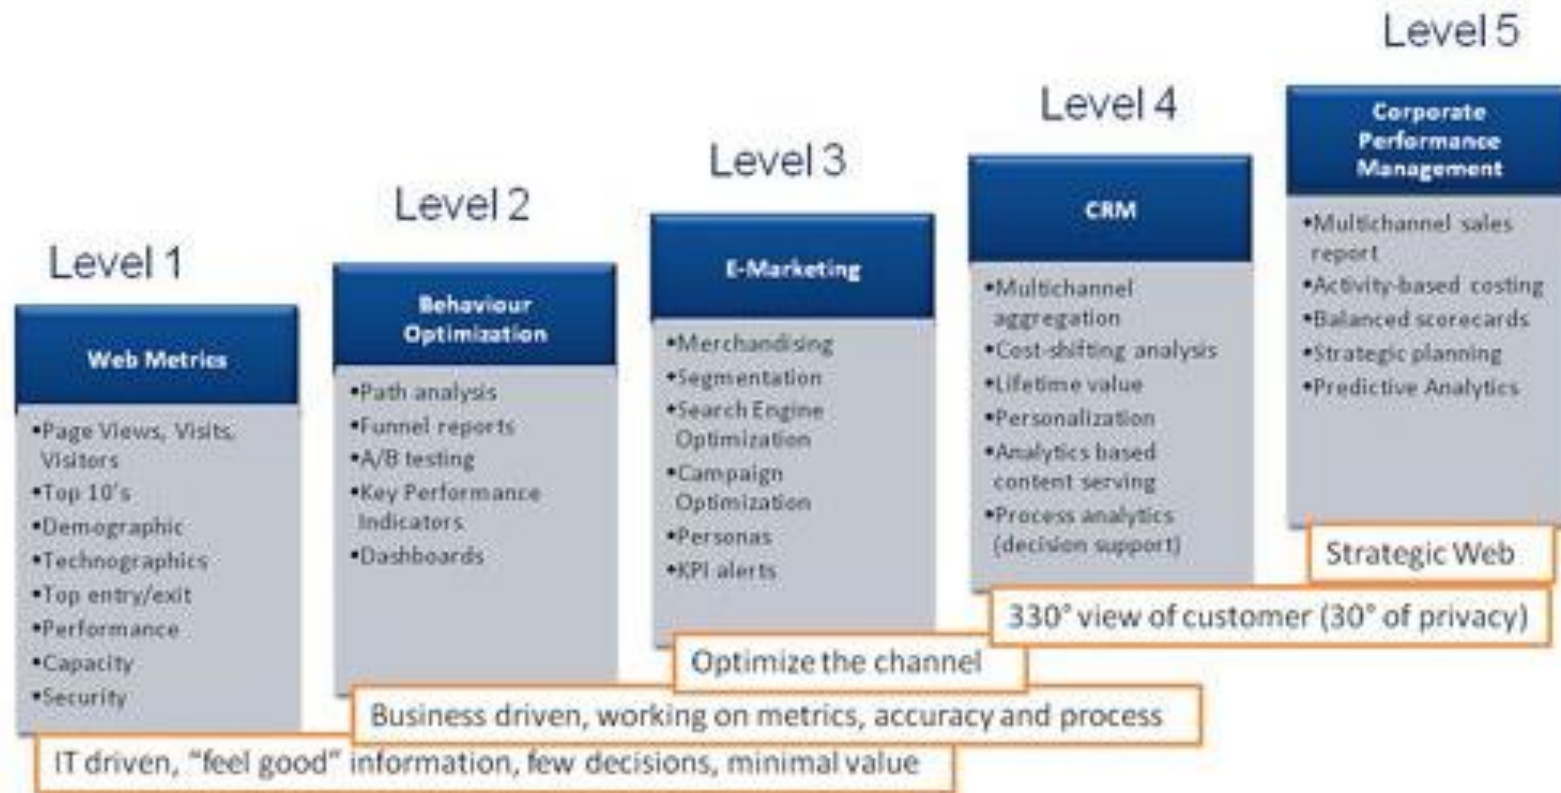 Level 1
Web Metrics
•Page Views, Visits,
Visitors
•Top 10's
•Demographic
•Technographics
•Top entry/exit
•Performance
•Capacity
•Security
IT driven, “feel good” information, few decisions, minimal value
Level 2
Behaviour
Optimization
•Path analysis
•Funnel reports
•A/B testing
•Key Performance
Indicators
•Dashboards
Business driven, working on metrics, accuracy and process
Level 3
E-Marketing
•Merchandising
•Segmentation
•Search Engine
Optimization
•Campaign
Optimization
•Personas
•KPI alerts
Optimize the channel
Level 4
CRM
•Multichannel
aggregation
•Cost-shifting analysis
•Lifetime value
•Personalization
•Analytics based
content serving
•Process analytics
(decision support)
330° view of customer (30° of privacy)
Level 5
Corporate
Performance
Management
•Multichannel sales
report
•Activity-based costing
•Balanced scorecards
•Strategic planning
•Predictive Analytics
Strategic Web